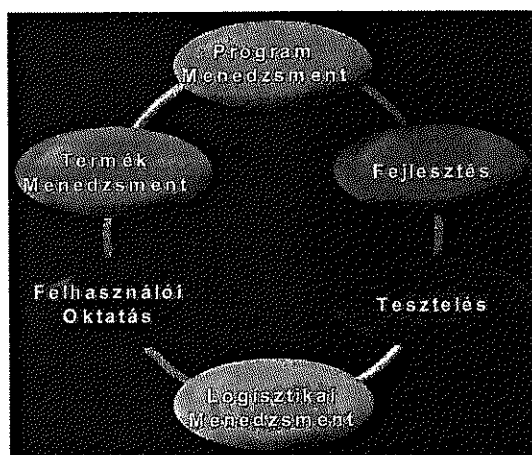 Program
Menedzsment
Termék
Menedzsment
Fejlesztés
Felhasználói
Oktatás
Tesztelés
Logisztikai
Menedzsment